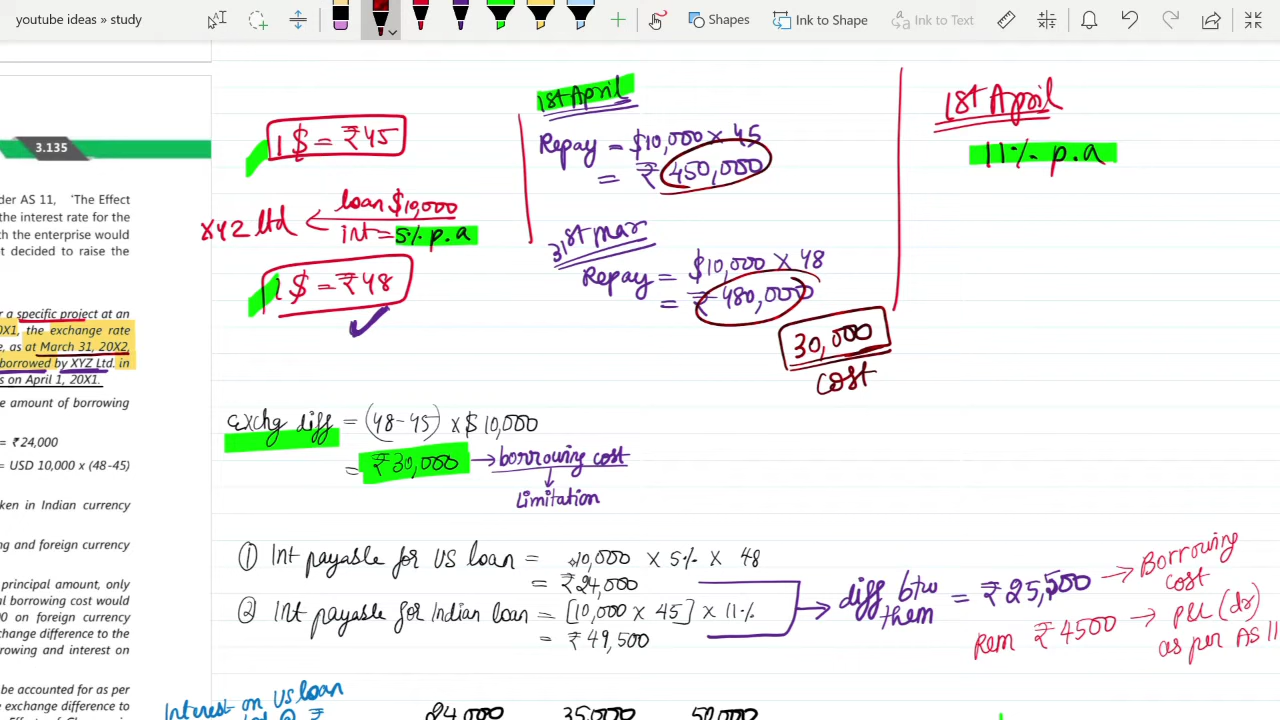 youtube ideas » study
Shapes
Ink to Shape
Ink to Text
3.135
der AS 11, 'The Effect
the interest rate for the
h the enterprise would
ot decided to raise the
r a specific project at an
0X1, the exchange rate
e, as at March 31, 20X2,
borrowed by XYZ Ltd. in
s on April 1, 20X1.
e amount of borrowing
= ₹24,000
= USD 10,000 x (48-45)
ken in Indian currency
ng and foreign currency
principal amount, only
al borrowing cost would
00 on foreign currency
change difference to the
rowing and interest on
be accounted for as per
e exchange difference to
1 $ = ₹45
XYZ ltd
loan $10,000
int = 5% p.a
1 $ = ₹48
1st April
Repay = $10,000 × 45
= ₹ 450,000
31st mar
Repay = $10,000 × 48
= ₹ 480,000
30,000
cost
1st April
11% p.a
exchg diff = (48-45) × $10,000
= ₹30,000 → borrowing cost
Limitation
① Int payable for US loan = 10,000 × 5% × 48
= ₹24,000
② Int payable for Indian loan = [10,000 × 45] × 11%
= ₹49,500
diff btw
them
= ₹25,500 → Borrowing
cost
Rem ₹4500 → P&L (dr)
as per AS 11
Interest on US loan
24,000 35,000 50,000